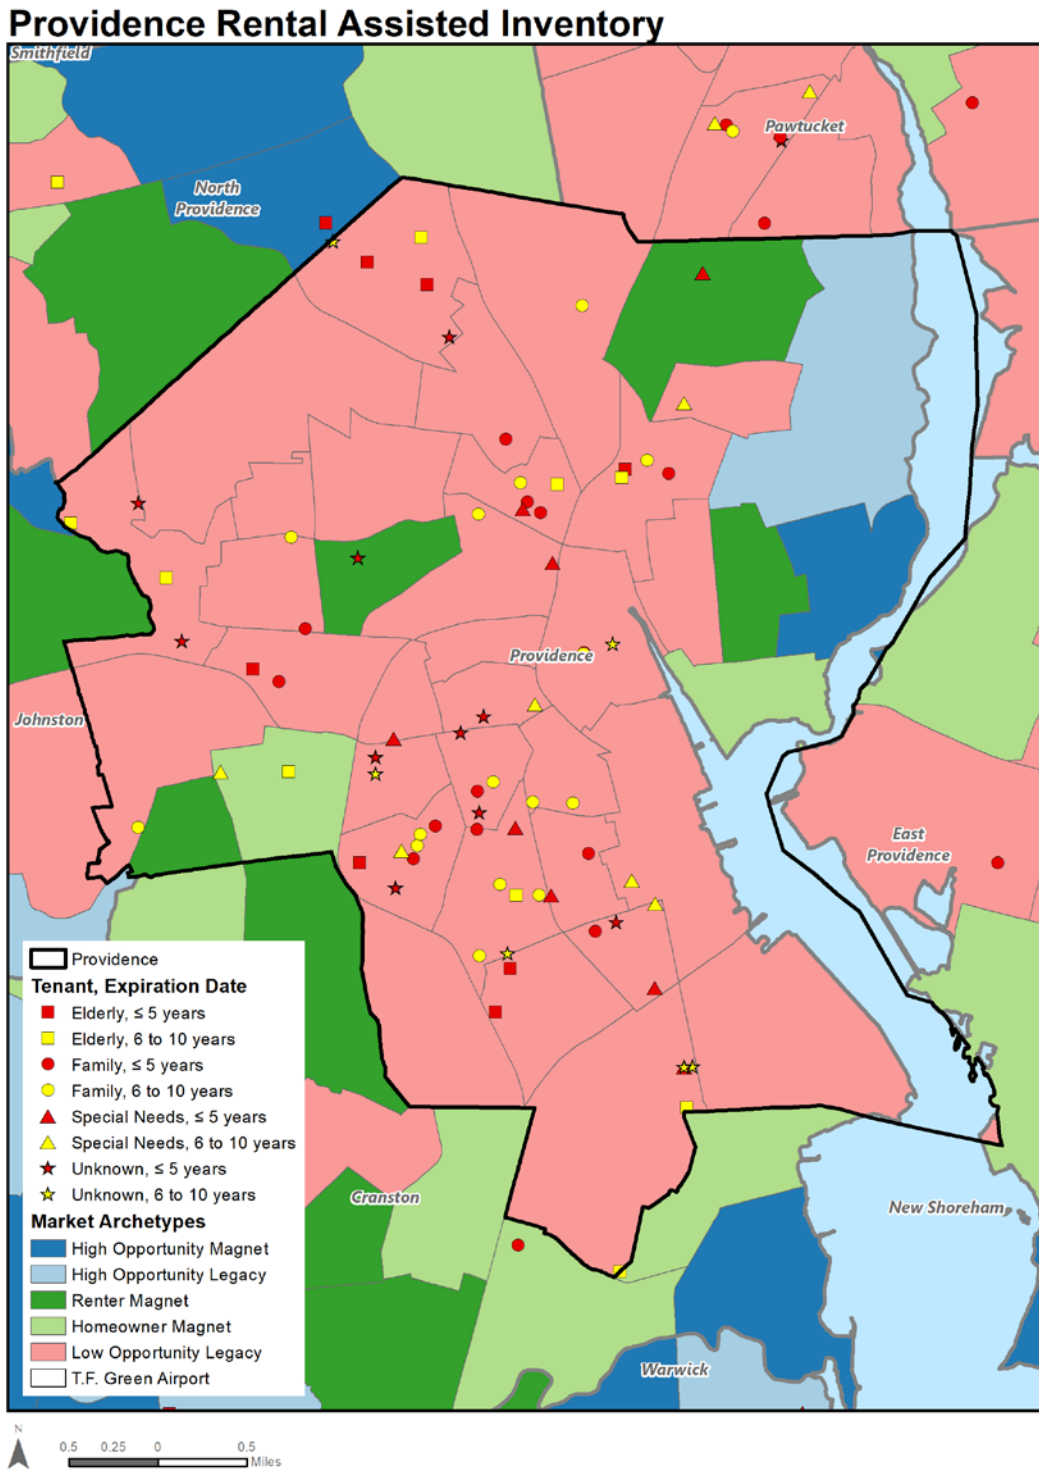 Providence Rental Assisted Inventory
Smithfield
Pawtucket
North
Providence
Providence
Johnston
East
Providence
Cranston
New Shoreham
Warwick
Providence
Tenant, Expiration Date
Elderly, ≤ 5 years
Elderly, 6 to 10 years
Family, ≤ 5 years
Family, 6 to 10 years
Special Needs, ≤ 5 years
Special Needs, 6 to 10 years
Unknown, ≤ 5 years
Unknown, 6 to 10 years
Market Archetypes
High Opportunity Magnet
High Opportunity Legacy
Renter Magnet
Homeowner Magnet
Low Opportunity Legacy
T.F. Green Airport
N
0.5 0.25 0 0.5
Miles